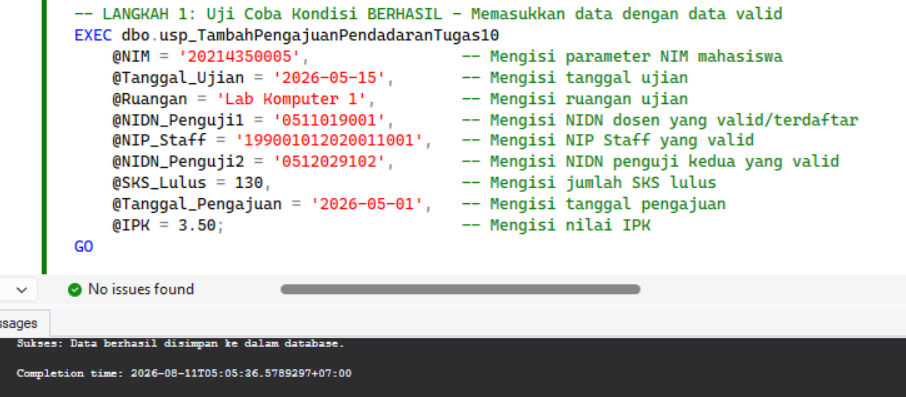 -- LANGKAH 1: Uji Coba Kondisi BERHASIL - Memasukkan data dengan data valid
EXEC dbo.usp_TambahPengajuanPendadaranTugas10
@NIM = '20214350005', -- Mengisi parameter NIM mahasiswa
@Tanggal_Ujian = '2026-05-15', -- Mengisi tanggal ujian
@Ruangan = 'Lab Komputer 1', -- Mengisi ruangan ujian
@NIDN_Penguji1 = '0511019001', -- Mengisi NIDN dosen yang valid/terdaftar
@NIP_Staff = '199001012020011001', -- Mengisi NIP Staff yang valid
@NIDN_Penguji2 = '0512029102', -- Mengisi NIDN penguji kedua yang valid
@SKS_Lulus = 130, -- Mengisi jumlah SKS lulus
@Tanggal_Pengajuan = '2026-05-01', -- Mengisi tanggal pengajuan
@IPK = 3.50; -- Mengisi nilai IPK
GO
No issues found
ssages
Sukses: Data berhasil disimpan ke dalam database.
Completion time: 2026-08-11T05:05:36.5789297+07:00